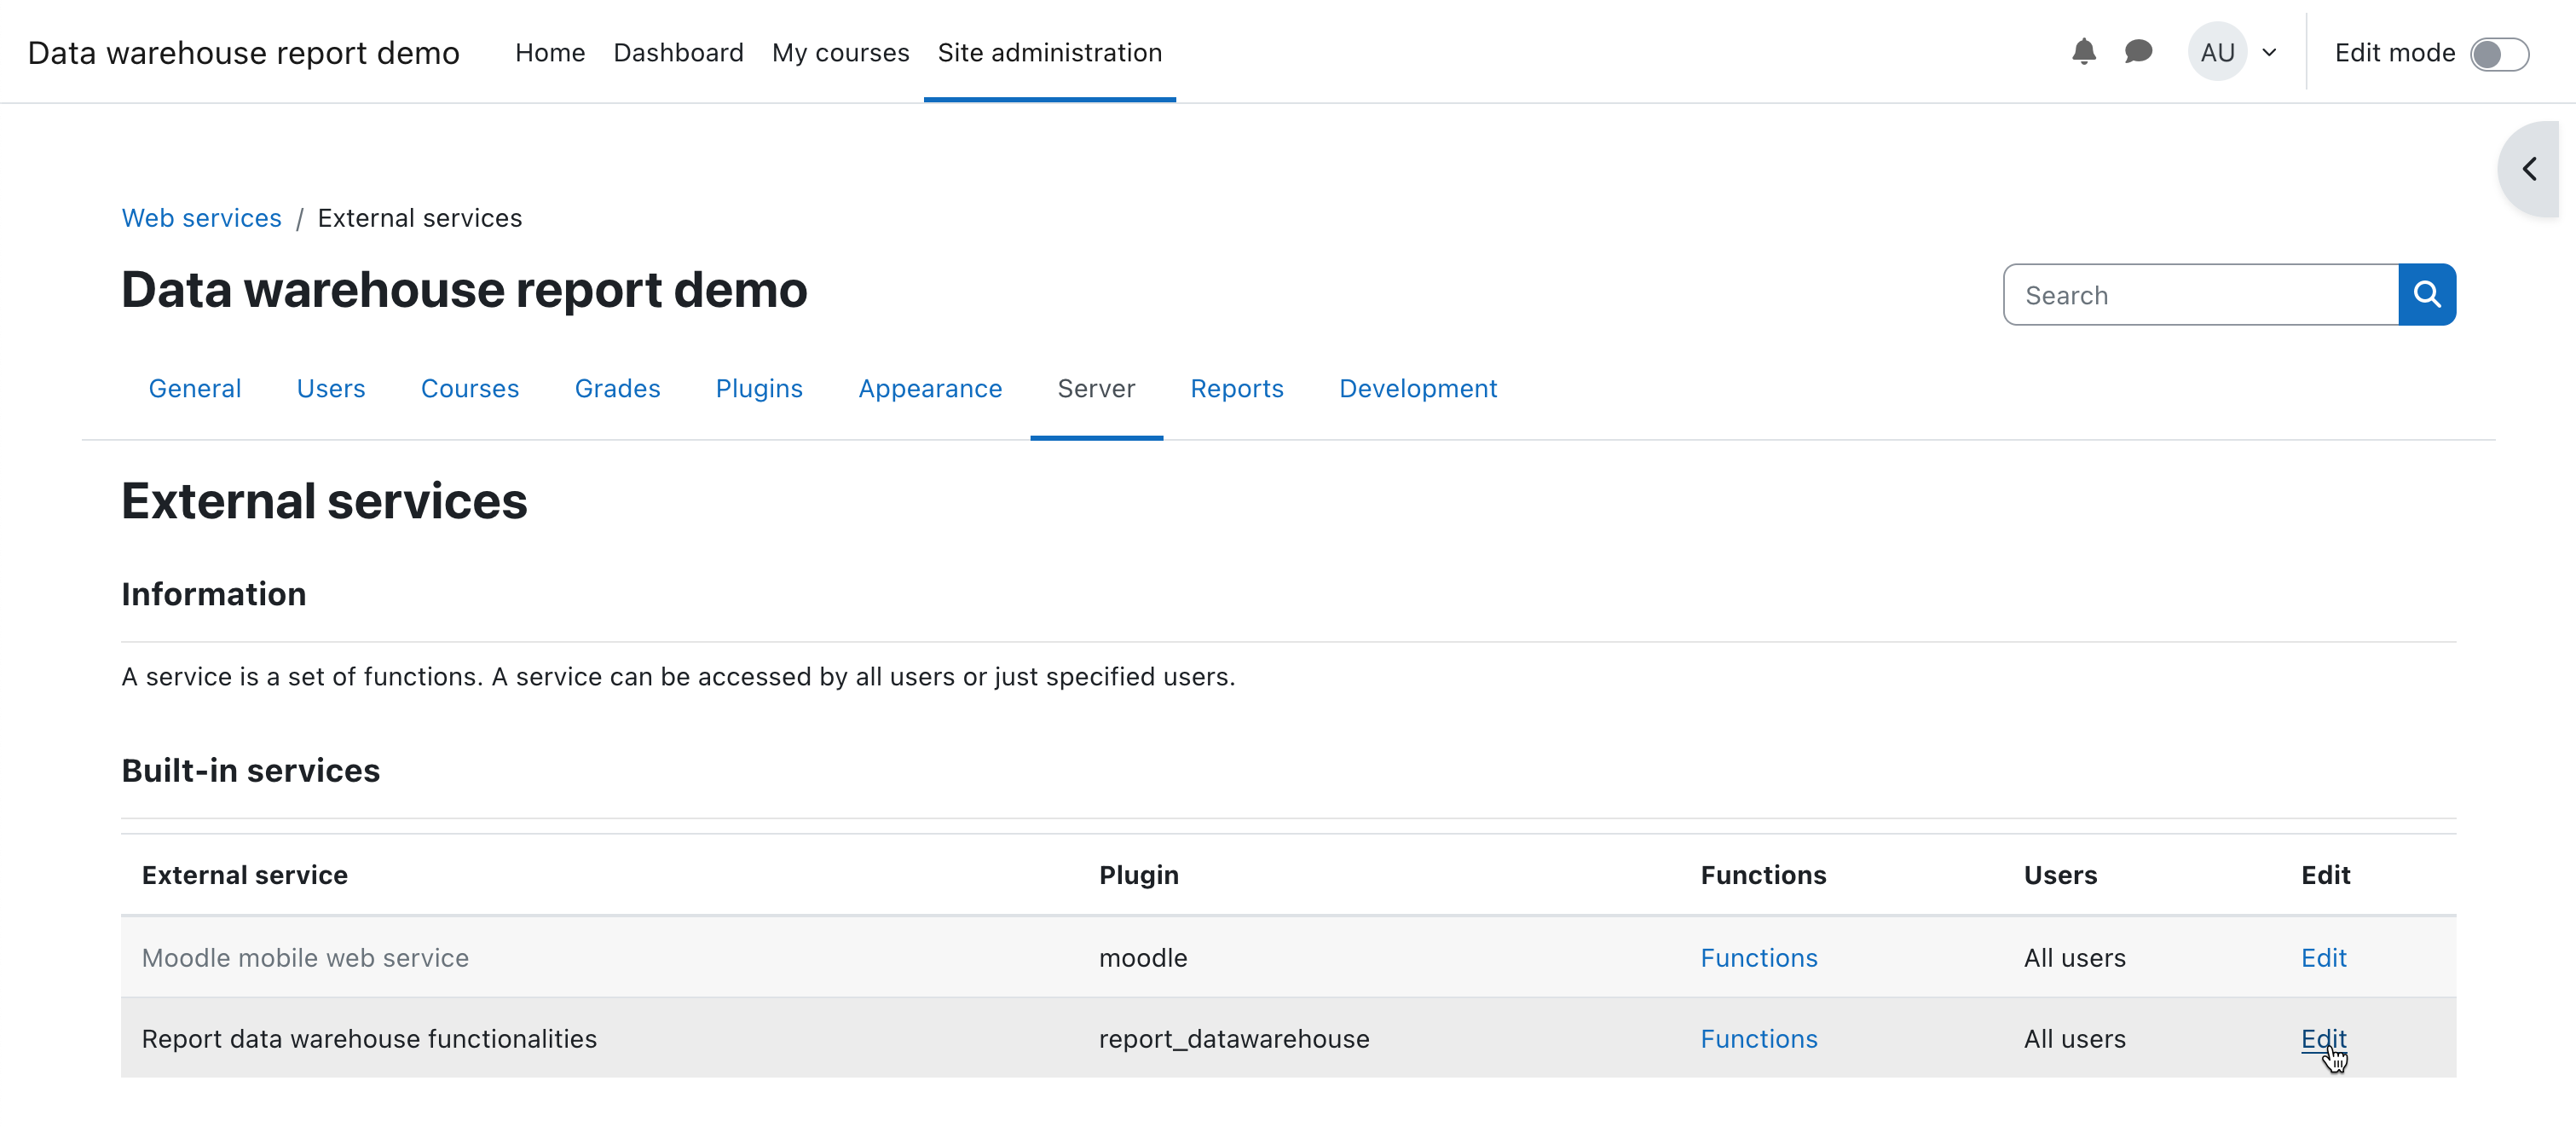 Data warehouse report demo Home Dashboard My courses Site administration AU Edit mode
Web services / External services
Data warehouse report demo
Search
General Users Courses Grades Plugins Appearance Server Reports Development
External services
Information
A service is a set of functions. A service can be accessed by all users or just specified users.
Built-in services
External service Plugin Functions Users Edit
Moodle mobile web service moodle Functions All users Edit
Report data warehouse functionalities report_datawarehouse Functions All users Edit